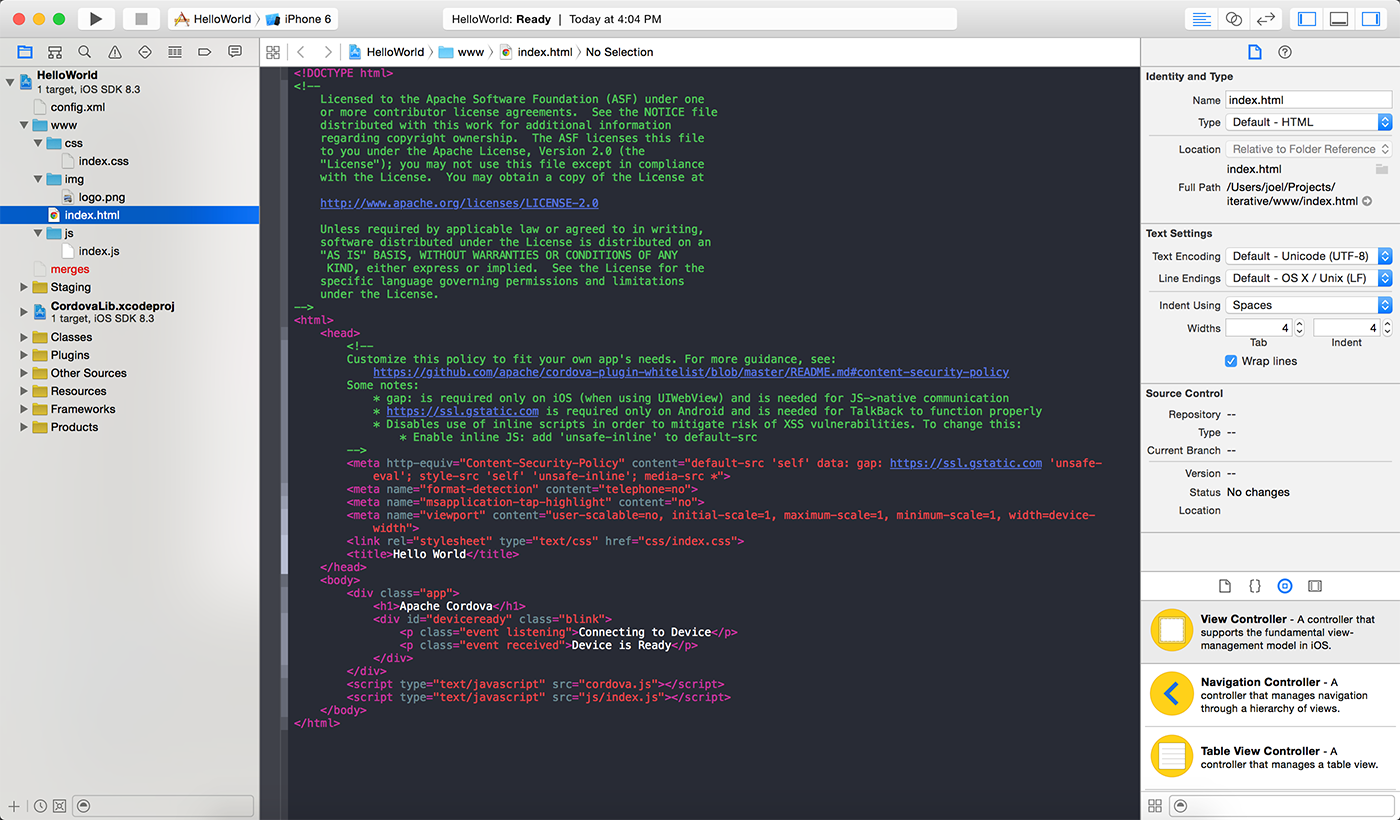 HelloWorld iPhone 6
HelloWorld: Ready | Today at 4:04 PM
HelloWorld www index.html No Selection
HelloWorld
1 target, iOS SDK 8.3
config.xml
www
css
index.css
img
logo.png
index.html
js
index.js
merges
Staging
CordovaLib.xcodeproj
1 target, iOS SDK 8.3
Classes
Plugins
Other Sources
Resources
Frameworks
Products
<!DOCTYPE html>
<!--
    Licensed to the Apache Software Foundation (ASF) under one
    or more contributor license agreements.  See the NOTICE file
    distributed with this work for additional information
    regarding copyright ownership.  The ASF licenses this file
    to you under the Apache License, Version 2.0 (the
    "License"); you may not use this file except in compliance
    with the License.  You may obtain a copy of the License at
    http://www.apache.org/licenses/LICENSE-2.0
    Unless required by applicable law or agreed to in writing,
    software distributed under the License is distributed on an
    "AS IS" BASIS, WITHOUT WARRANTIES OR CONDITIONS OF ANY
     KIND, either express or implied.  See the License for the
    specific language governing permissions and limitations
    under the License.
-->
<html>
    <head>
        <!--
        Customize this policy to fit your own app's needs. For more guidance, see:
            https://github.com/apache/cordova-plugin-whitelist/blob/master/README.md#content-security-policy
        Some notes:
            * gap: is required only on iOS (when using UIWebView) and is needed for JS->native communication
            * https://ssl.gstatic.com is required only on Android and is needed for TalkBack to function properly
            * Disables use of inline scripts in order to mitigate risk of XSS vulnerabilities. To change this:
                * Enable inline JS: add 'unsafe-inline' to default-src
        -->
        <meta http-equiv="Content-Security-Policy" content="default-src 'self' data: gap: https://ssl.gstatic.com 'unsafe-
            eval'; style-src 'self' 'unsafe-inline'; media-src *">
        <meta name="format-detection" content="telephone=no">
        <meta name="msapplication-tap-highlight" content="no">
        <meta name="viewport" content="user-scalable=no, initial-scale=1, maximum-scale=1, minimum-scale=1, width=device-
            width">
        <link rel="stylesheet" type="text/css" href="css/index.css">
        <title>Hello World</title>
    </head>
    <body>
        <div class="app">
            <h1>Apache Cordova</h1>
            <div id="deviceready" class="blink">
                <p class="event listening">Connecting to Device</p>
                <p class="event received">Device is Ready</p>
            </div>
        </div>
        <script type="text/javascript" src="cordova.js"></script>
        <script type="text/javascript" src="js/index.js"></script>
    </body>
</html>
Identity and Type
Name index.html
Type Default - HTML
Location Relative to Folder Reference
index.html
Full Path /Users/joel/Projects/
iterative/www/index.html
Text Settings
Text Encoding Default - Unicode (UTF-8)
Line Endings Default - OS X / Unix (LF)
Indent Using Spaces
Widths 4 4
Tab Indent
Wrap lines
Source Control
Repository --
Type --
Current Branch --
Version --
Status No changes
Location
View Controller - A controller that
supports the fundamental view-
management model in iOS.
Navigation Controller - A
controller that manages navigation
through a hierarchy of views.
Table View Controller - A
controller that manages a table view.